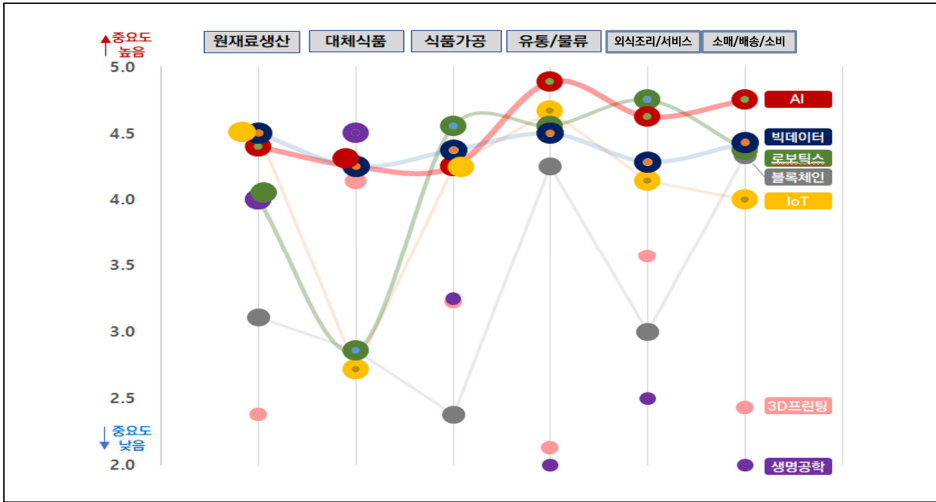 중요도
높음
원재료생산
대체식품
식품가공
유통/물류
외식조리/서비스
소매/배송/소비
5.0
4.5
4.0
3.5
3.0
2.5
2.0
중요도
낮음
AI
빅데이터
로보틱스
블록체인
IoT
3D프린팅
생명공학